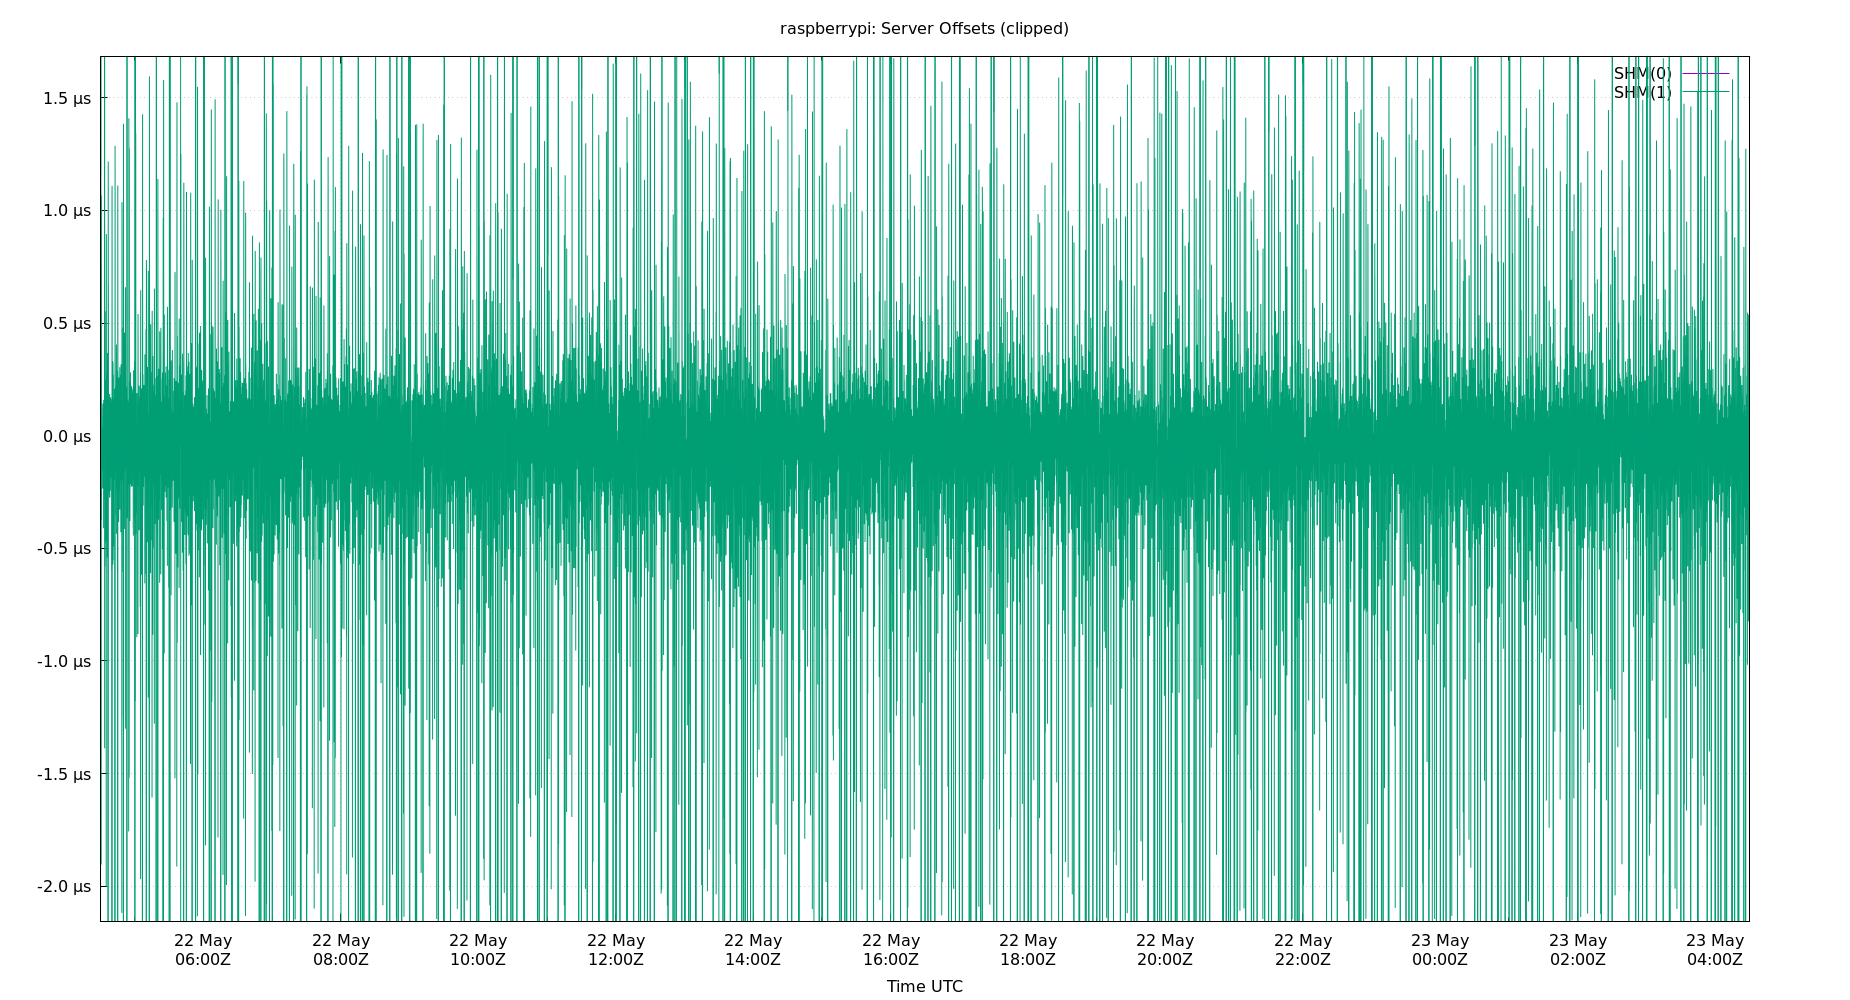 raspberrypi: Server Offsets (clipped)
SHM(0)
SHM(1)
1.5 µs
1.0 µs
0.5 µs
0.0 µs
-0.5 µs
-1.0 µs
-1.5 µs
-2.0 µs
22 May 22 May 22 May 22 May 22 May 22 May 22 May 22 May 22 May 23 May 23 May 23 May
06:00Z 08:00Z 10:00Z 12:00Z 14:00Z 16:00Z 18:00Z 20:00Z 22:00Z 00:00Z 02:00Z 04:00Z
Time UTC